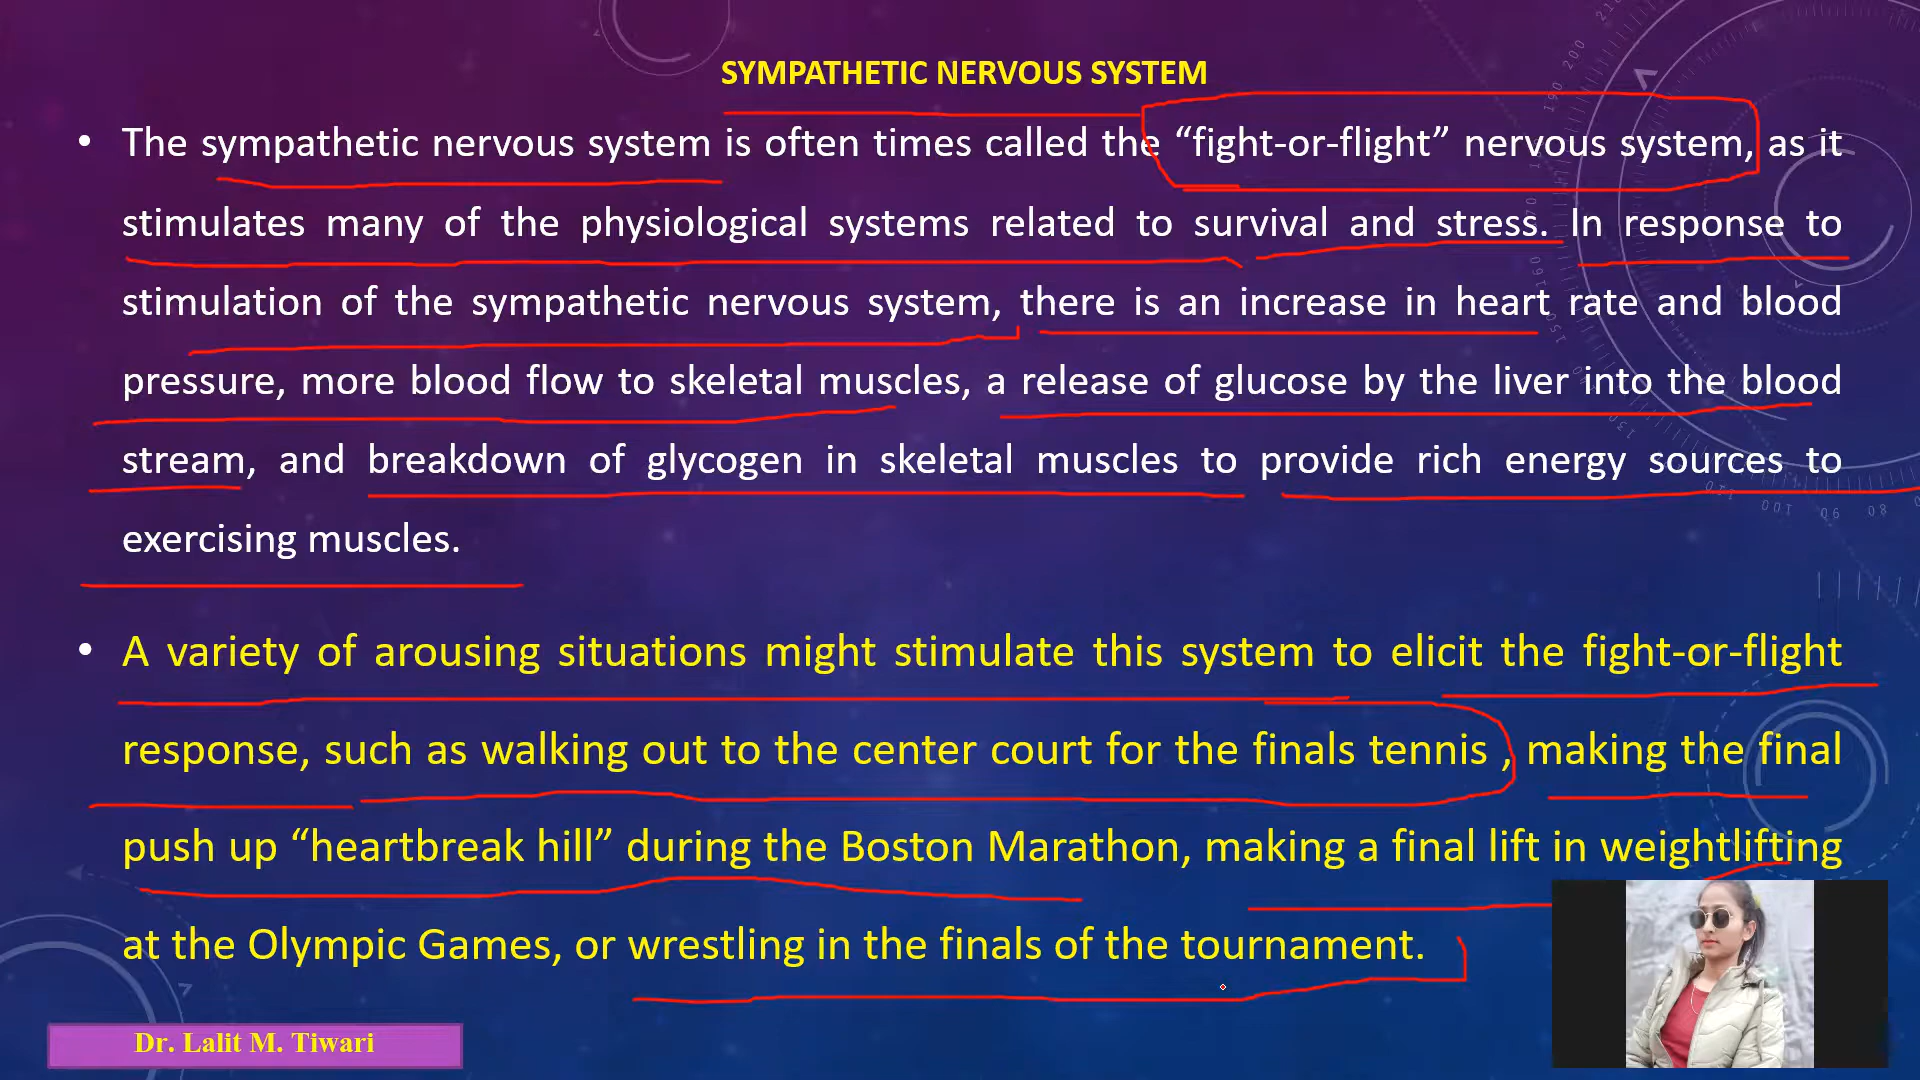 SYMPATHETIC NERVOUS SYSTEM
• The sympathetic nervous system is often times called the “fight-or-flight” nervous system, as it
stimulates many of the physiological systems related to survival and stress. In response to
stimulation of the sympathetic nervous system, there is an increase in heart rate and blood
pressure, more blood flow to skeletal muscles, a release of glucose by the liver into the blood
stream, and breakdown of glycogen in skeletal muscles to provide rich energy sources to
exercising muscles.
• A variety of arousing situations might stimulate this system to elicit the fight-or-flight
response, such as walking out to the center court for the finals tennis , making the final
push up “heartbreak hill” during the Boston Marathon, making a final lift in weightlifting
at the Olympic Games, or wrestling in the finals of the tournament.
Dr. Lalit M. Tiwari